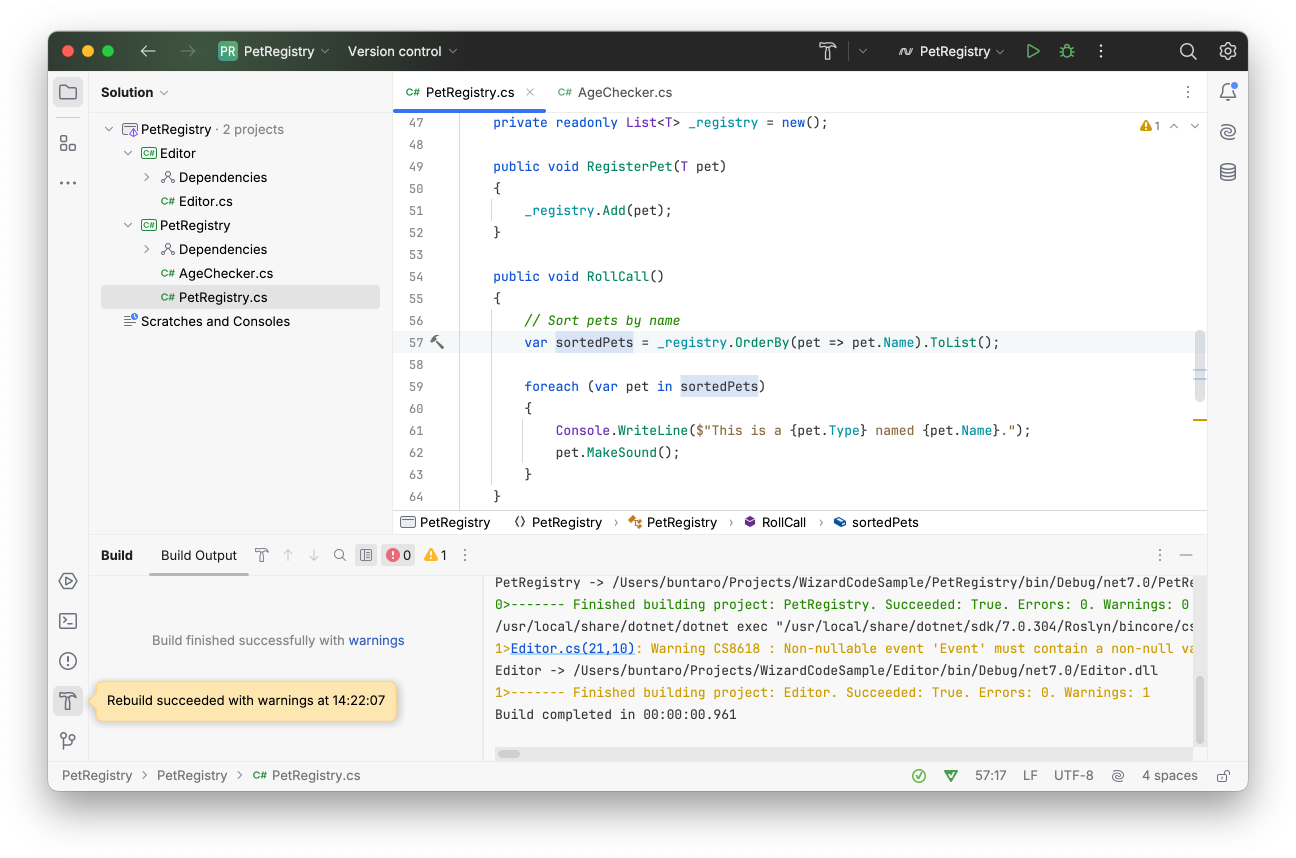 PR PetRegistry Version control PetRegistry
Solution
PetRegistry · 2 projects
Editor
Dependencies
C# Editor.cs
C# PetRegistry
Dependencies
C# AgeChecker.cs
C# PetRegistry.cs
Scratches and Consoles
C# PetRegistry.cs × C# AgeChecker.cs
1
47 private readonly List<T> _registry = new();
48
49 public void RegisterPet(T pet)
50 {
51 _registry.Add(pet);
52 }
53
54 public void RollCall()
55 {
56 // Sort pets by name
57 var sortedPets = _registry.OrderBy(pet => pet.Name).ToList();
58
59 foreach (var pet in sortedPets)
60 {
61 Console.WriteLine($"This is a {pet.Type} named {pet.Name}.");
62 pet.MakeSound();
63 }
64 }
PetRegistry › PetRegistry › PetRegistry › RollCall › sortedPets
Build Build Output 0 1
Build finished successfully with warnings
Rebuild succeeded with warnings at 14:22:07
PetRegistry -> /Users/buntaro/Projects/WizardCodeSample/PetRegistry/bin/Debug/net7.0/PetRe
0>------- Finished building project: PetRegistry. Succeeded: True. Errors: 0. Warnings: 0
/usr/local/share/dotnet/dotnet exec "/usr/local/share/dotnet/sdk/7.0.304/Roslyn/bincore/cs
1>Editor.cs(21,10): Warning CS8618 : Non-nullable event 'Event' must contain a non-null va
Editor -> /Users/buntaro/Projects/WizardCodeSample/Editor/bin/Debug/net7.0/Editor.dll
1>------- Finished building project: Editor. Succeeded: True. Errors: 0. Warnings: 1
Build completed in 00:00:00.961
PetRegistry > PetRegistry > C# PetRegistry.cs 57:17 LF UTF-8 4 spaces